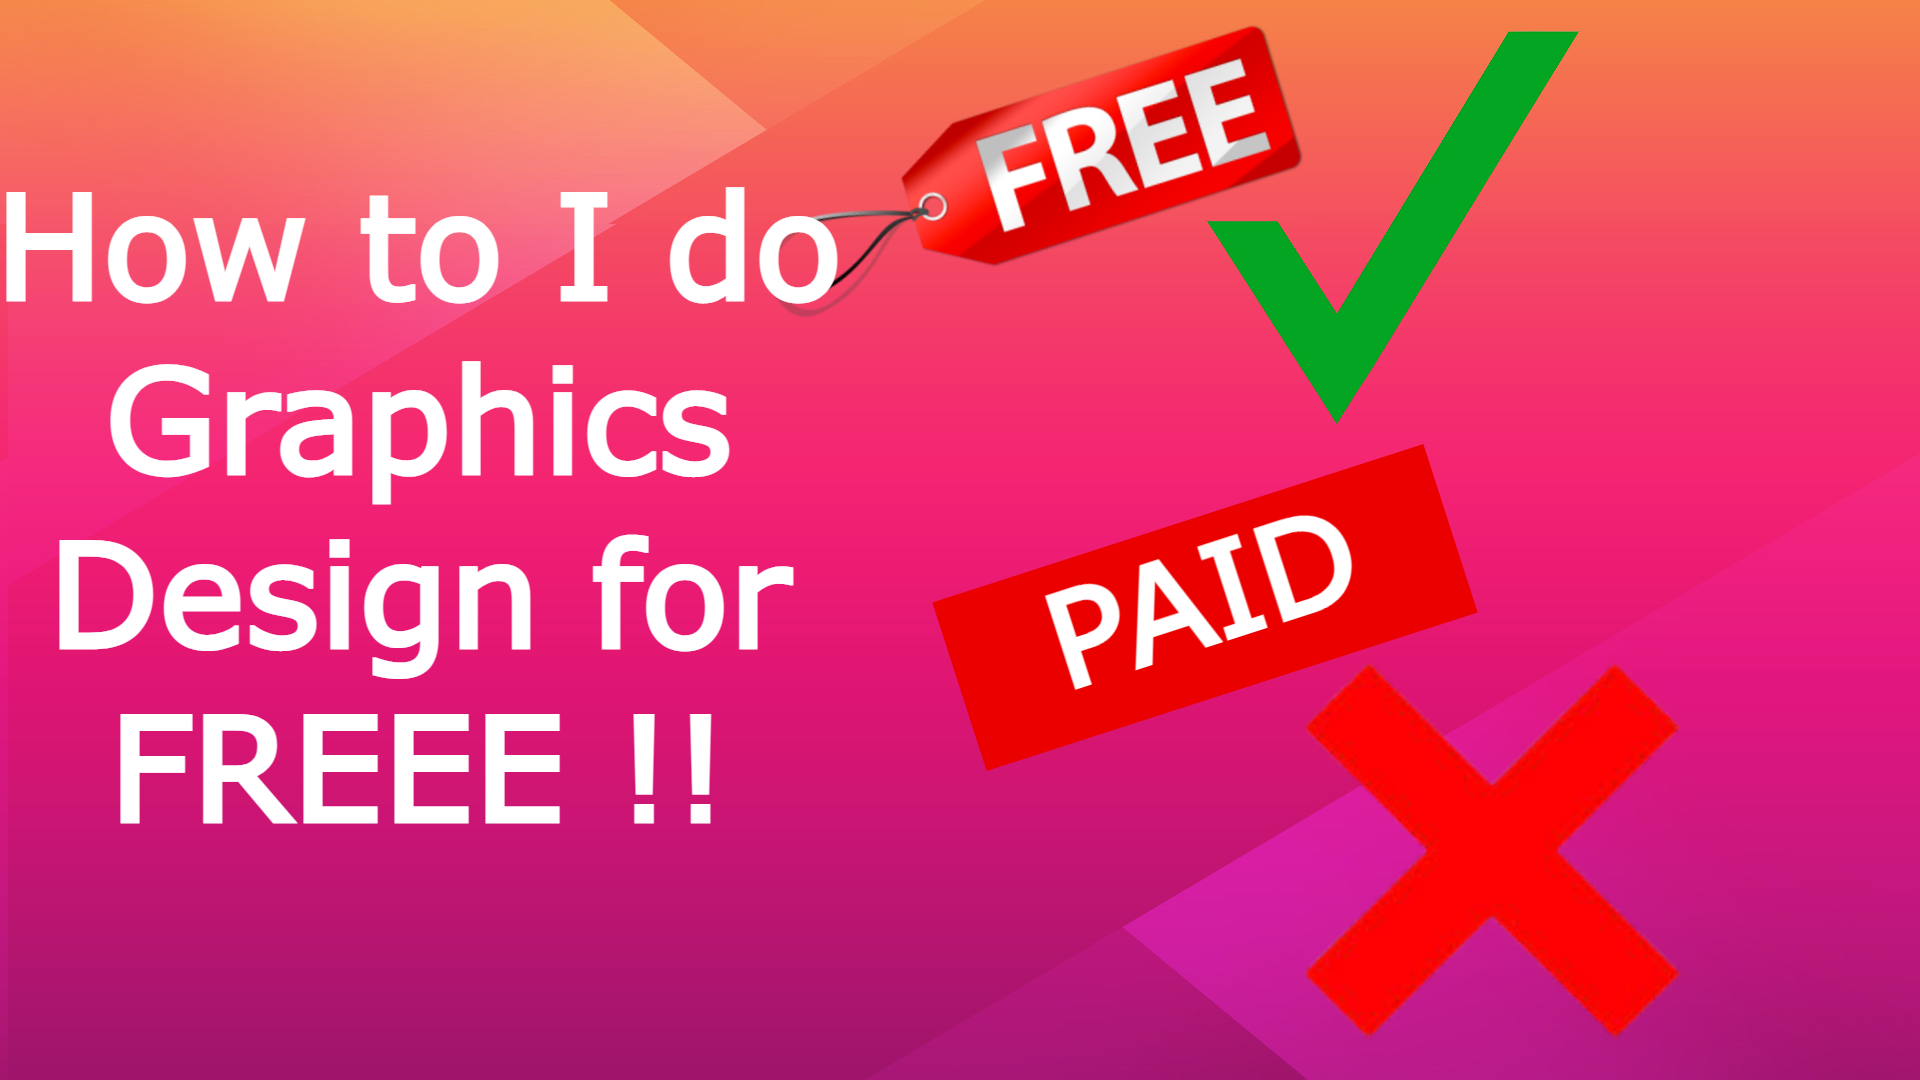 How to I do
Graphics
Design for
FREEE !!
FREE
PAID